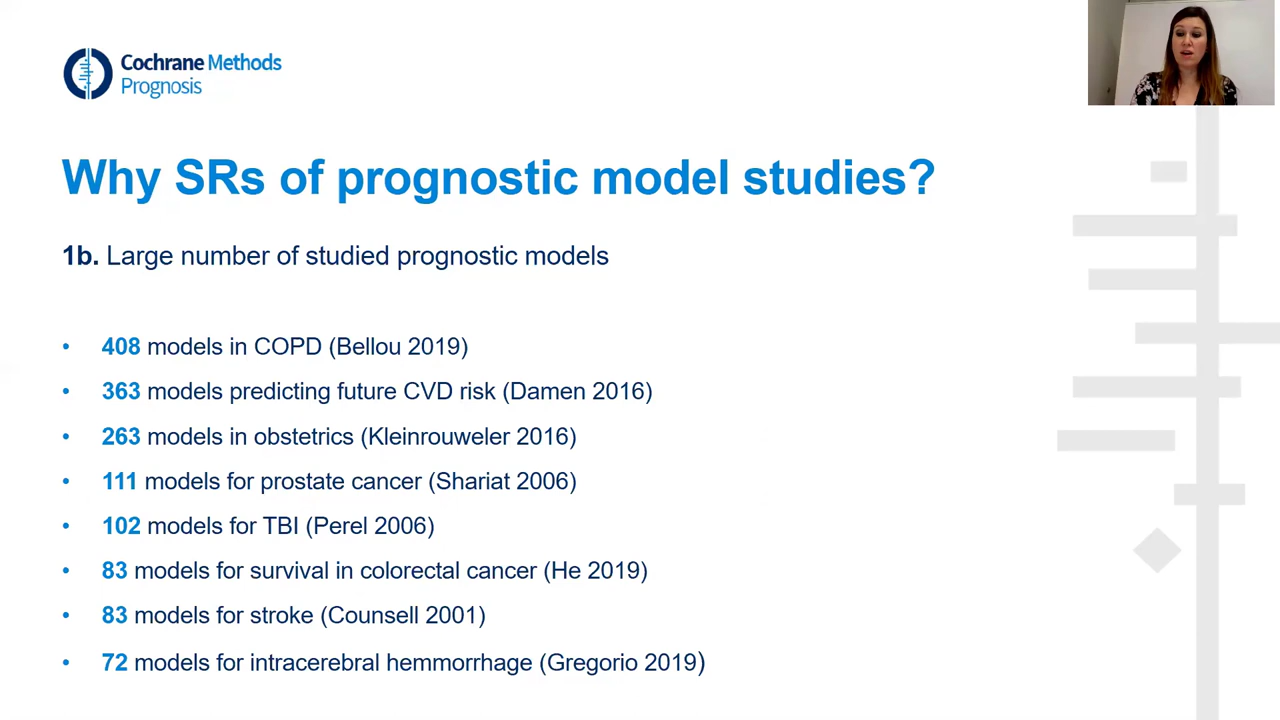 Cochrane Methods
Prognosis
Why SRs of prognostic model studies?
1b. Large number of studied prognostic models
• 408 models in COPD (Bellou 2019)
• 363 models predicting future CVD risk (Damen 2016)
• 263 models in obstetrics (Kleinrouweler 2016)
• 111 models for prostate cancer (Shariat 2006)
• 102 models for TBI (Perel 2006)
• 83 models for survival in colorectal cancer (He 2019)
• 83 models for stroke (Counsell 2001)
• 72 models for intracerebral hemmorrhage (Gregorio 2019)